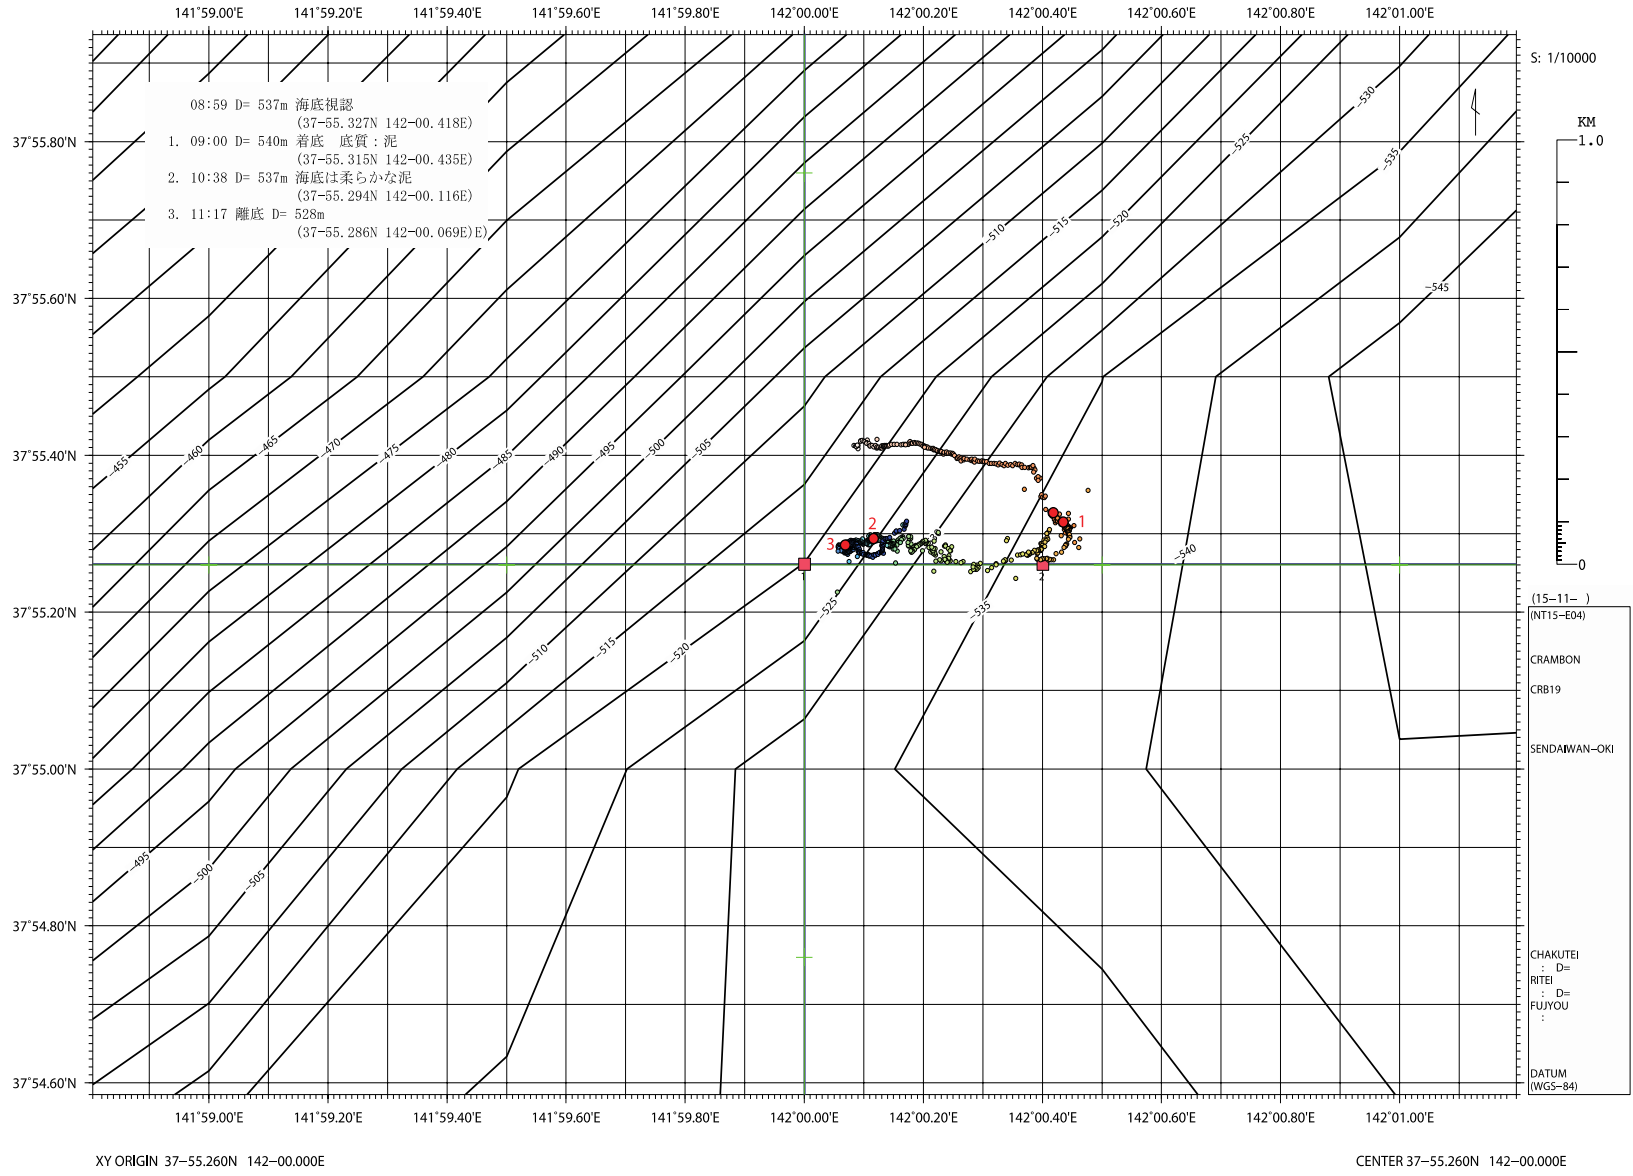 141°59.00'E 141°59.20'E 141°59.40'E 141°59.60'E 141°59.80'E 142°00.00'E 142°00.20'E 142°00.40'E 142°00.60'E 142°00.80'E 142°01.00'E
S: 1/10000
KM
1.0
0
08:59 D= 537m 海底視認
(37-55.327N 142-00.418E)
1. 09:00 D= 540m 着底 底質:泥
(37-55.315N 142-00.435E)
2. 10:38 D= 537m 海底は柔らかな泥
(37-55.294N 142-00.116E)
3. 11:17 離底 D= 528m
(37-55.286N 142-00.069E)E)
37°55.80'N
37°55.60'N
37°55.40'N
37°55.20'N
37°55.00'N
37°54.80'N
37°54.60'N
-530
-525
-535
-520
-515
-510
-545
-455
-460
-465
-470
-475
-480
-485
-490
-495
-500
-505
-540
-525
-535
-510
-515
-520
-495
-500
-505
1
2
3
1
2
(15-11- )
(NT15-E04)
CRAMBON
CRB19
SENDAIWAN-OKI
CHAKUTEI
: D=
RITEI
: D=
FUJYOU
:
DATUM
(WGS-84)
141°59.00'E 141°59.20'E 141°59.40'E 141°59.60'E 141°59.80'E 142°00.00'E 142°00.20'E 142°00.40'E 142°00.60'E 142°00.80'E 142°01.00'E
XY ORIGIN 37-55.260N 142-00.000E
CENTER 37-55.260N 142-00.000E